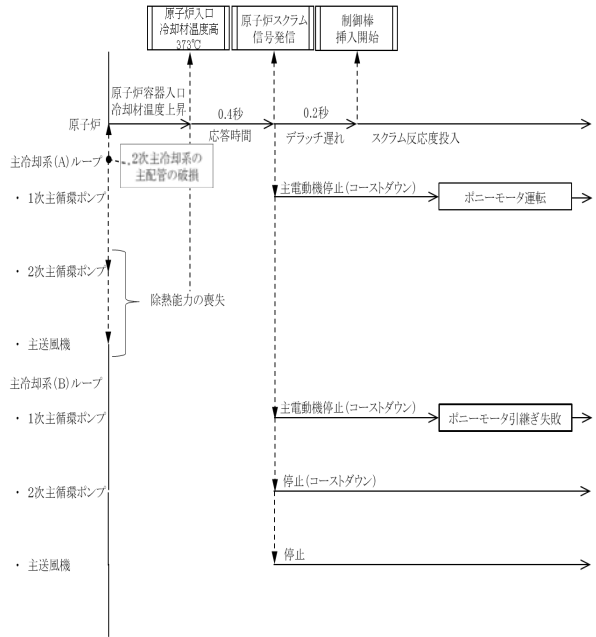 原子炉入口
冷却材温度高
373℃
原子炉スクラム
信号発信
制御棒
挿入開始
原子炉容器入口
冷却材温度上昇
0.4秒
0.2秒
原子炉
応答時間
デラッチ遅れ
スクラム反応度投入
主冷却系(A)ループ
2次主冷却系の
主配管の破損
・ 1次主循環ポンプ
主電動機停止(コーストダウン)
ポニーモータ運転
・ 2次主循環ポンプ
除熱能力の喪失
・ 主送風機
主冷却系(B)ループ
・ 1次主循環ポンプ
主電動機停止(コーストダウン)
ポニーモータ引継ぎ失敗
・ 2次主循環ポンプ
停止(コーストダウン)
・ 主送風機
停止